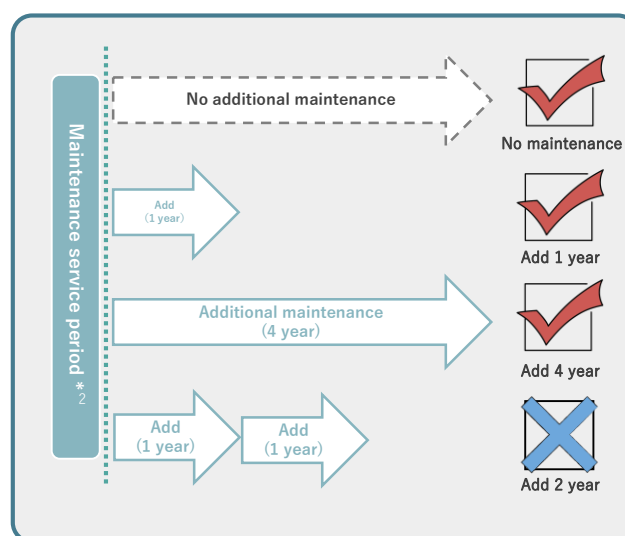 Maintenance service period *2
No additional maintenance
No maintenance
Add
(1 year)
Add 1 year
Additional maintenance
(4 year)
Add 4 year
Add
(1 year)
Add
(1 year)
Add 2 year